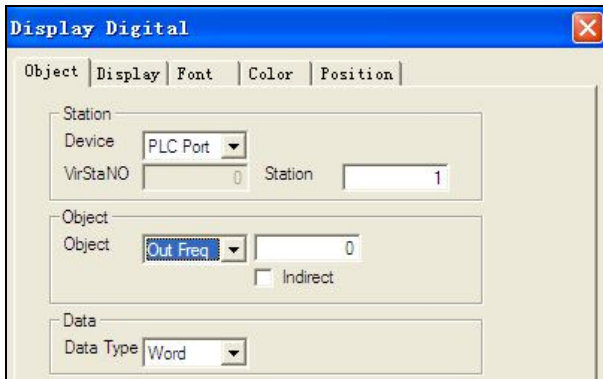 Display Digital
Object Display Font Color Position
Station
Device PLC Port
VirStaNO 0 Station 1
Object
Object Out Freq 0
Indirect
Data
Data Type Word